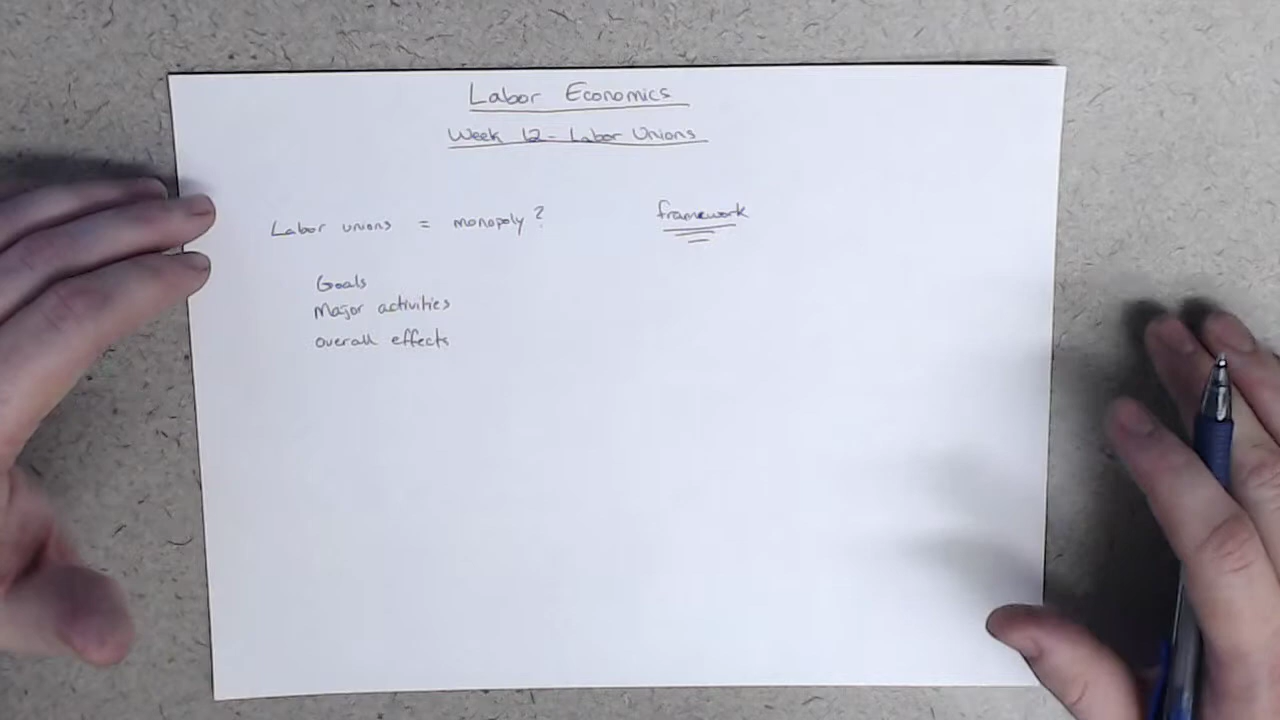 Labor Economics
Week 12 - Labor Unions
Labor unions = monopoly?
framework
Goals
Major activities
overall effects